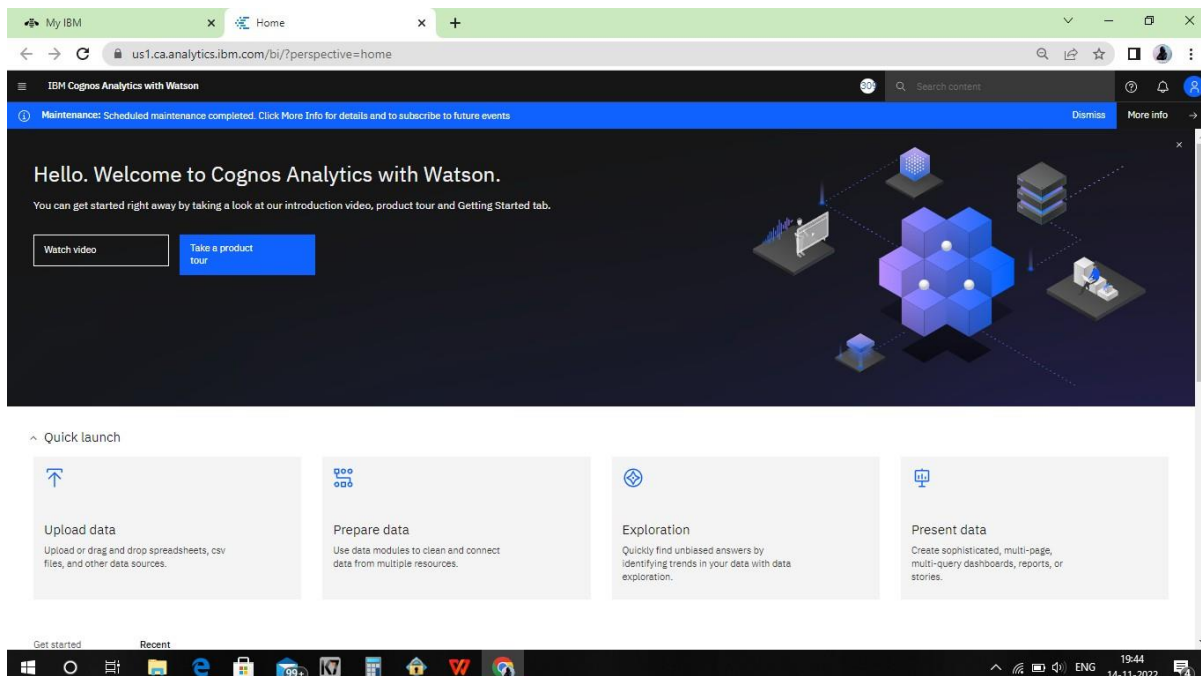 My IBM
Home
us1.ca.analytics.ibm.com/bi/?perspective=home
IBM Cognos Analytics with Watson
Search content
Maintenance: Scheduled maintenance completed. Click More Info for details and to subscribe to future events
Dismiss
More info
Hello. Welcome to Cognos Analytics with Watson.
You can get started right away by taking a look at our introduction video, product tour and Getting Started tab.
Watch video
Take a product
tour
Quick launch
Upload data
Upload or drag and drop spreadsheets, csv
files, and other data sources.
Prepare data
Use data modules to clean and connect
data from multiple resources.
Exploration
Quickly find unbiased answers by
identifying trends in your data with data
exploration.
Present data
Create sophisticated, multi-page,
multi-query dashboards, reports, or
stories.
Get started
Recent
99+
K7
ENG
19:44
14-11-2022